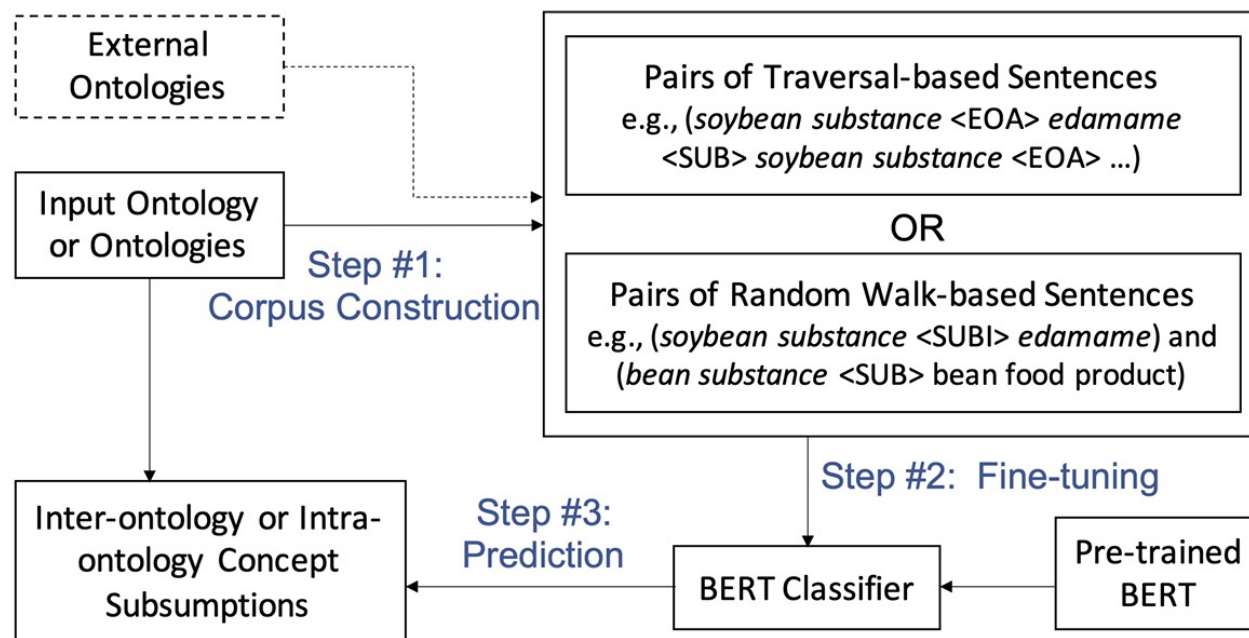 External
Ontologies
Input Ontology
or Ontologies
Step #1:
Corpus Construction
Pairs of Traversal-based Sentences
e.g., (soybean substance <EOA> edamame
<SUB> soybean substance <EOA> ...)
OR
Pairs of Random Walk-based Sentences
e.g., (soybean substance <SUBI> edamame) and
(bean substance <SUB> bean food product)
Step #2: Fine-tuning
Inter-ontology or Intra-
ontology Concept
Subsumptions
Step #3:
Prediction
BERT Classifier
Pre-trained
BERT